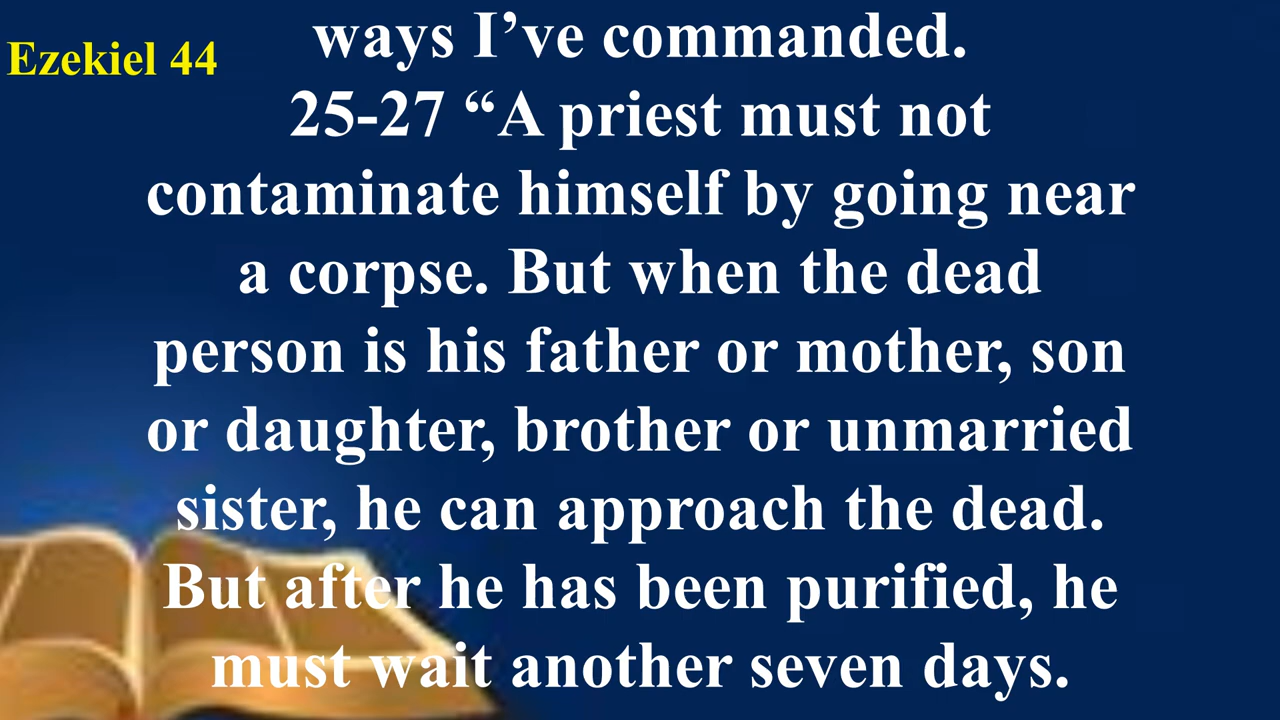 Ezekiel 44
ways I’ve commanded.
25-27 “A priest must not
contaminate himself by going near
a corpse. But when the dead
person is his father or mother, son
or daughter, brother or unmarried
sister, he can approach the dead.
But after he has been purified, he
must wait another seven days.